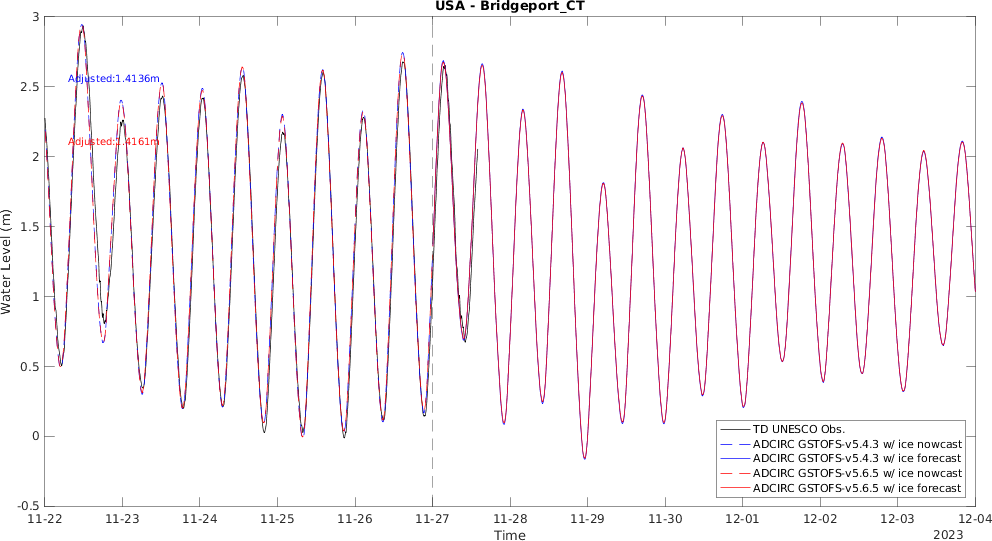 USA - Bridgeport_CT
3
2.5
2
1.5
1
0.5
0
-0.5
Water Level (m)
Adjusted:1.4136m
Adjusted:1.4161m
TD UNESCO Obs.
ADCIRC GSTOFS-v5.4.3 w/ ice nowcast
ADCIRC GSTOFS-v5.4.3 w/ ice forecast
ADCIRC GSTOFS-v5.6.5 w/ ice nowcast
ADCIRC GSTOFS-v5.6.5 w/ ice forecast
11-22 11-23 11-24 11-25 11-26 11-27 11-28 11-29 11-30 12-01 12-02 12-03 12-04
Time
2023